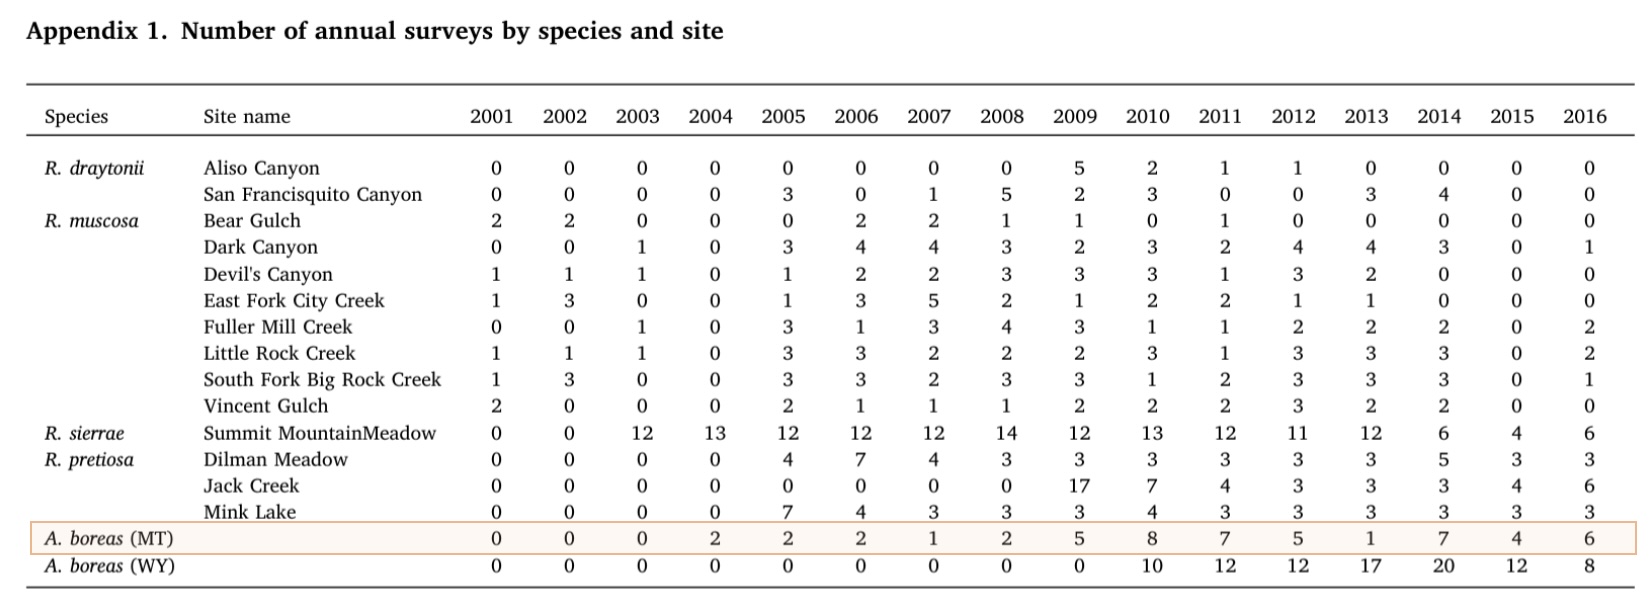 Appendix 1. Number of annual surveys by species and site
Species Site name 2001 2002 2003 2004 2005 2006 2007 2008 2009 2010 2011 2012 2013 2014 2015 2016
R. draytonii Aliso Canyon 0 0 0 0 0 0 0 0 5 2 1 1 0 0 0 0
San Francisquito Canyon 0 0 0 0 3 0 1 5 2 3 0 0 3 4 0 0
R. muscosa Bear Gulch 2 2 0 0 0 2 2 1 1 0 1 0 0 0 0 0
Dark Canyon 0 0 1 0 3 4 4 3 2 3 2 4 4 3 0 1
Devil's Canyon 1 1 1 0 1 2 2 3 3 3 1 3 2 0 0 0
East Fork City Creek 1 3 0 0 1 3 5 2 1 2 2 1 1 0 0 0
Fuller Mill Creek 0 0 1 0 3 1 3 4 3 1 1 2 2 2 0 2
Little Rock Creek 1 1 1 0 3 3 2 2 2 3 1 3 3 3 0 2
South Fork Big Rock Creek 1 3 0 0 3 3 2 3 3 1 2 3 3 3 0 1
Vincent Gulch 2 0 0 0 2 1 1 1 2 2 2 3 2 2 0 0
R. sierrae Summit MountainMeadow 0 0 12 13 12 12 12 14 12 13 12 11 12 6 4 6
R. pretiosa Dilman Meadow 0 0 0 0 4 7 4 3 3 3 3 3 3 5 3 3
Jack Creek 0 0 0 0 0 0 0 0 17 7 4 3 3 3 4 6
Mink Lake 0 0 0 0 7 4 3 3 3 4 3 3 3 3 3 3
A. boreas (MT) 0 0 0 2 2 2 1 2 5 8 7 5 1 7 4 6
A. boreas (WY) 0 0 0 0 0 0 0 0 0 10 12 12 17 20 12 8